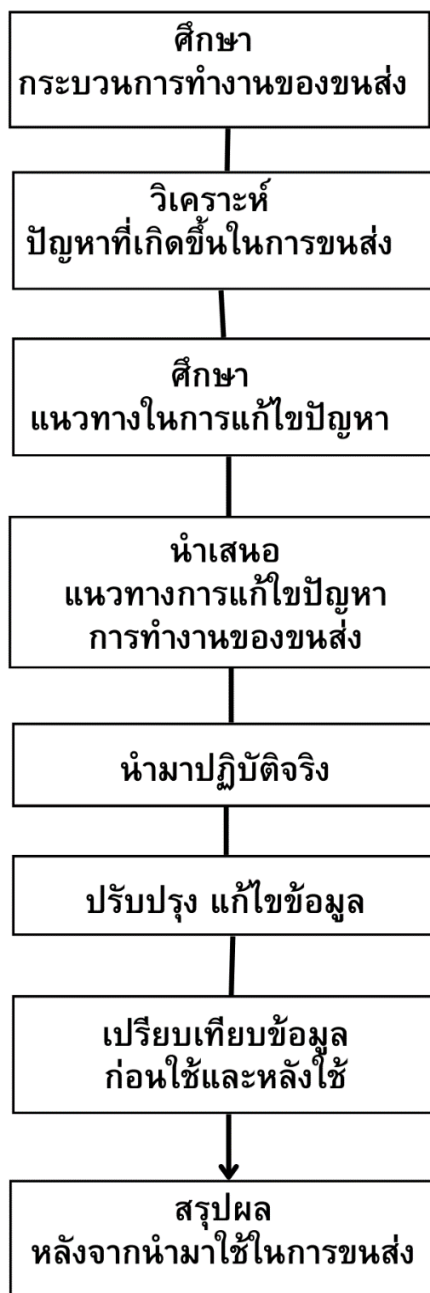 ศึกษา
กระบวนการทำงานของขนส่ง
วิเคราะห์
ปัญหาที่เกิดขึ้นในการขนส่ง
ศึกษา
แนวทางในการแก้ไขปัญหา
นำเสนอ
แนวทางการแก้ไขปัญหา
การทำงานของขนส่ง
นำมาปฏิบัติจริง
ปรับปรุง แก้ไขข้อมูล
เปรียบเทียบข้อมูล
ก่อนใช้และหลังใช้
สรุปผล
หลังจากนำมาใช้ในการขนส่ง